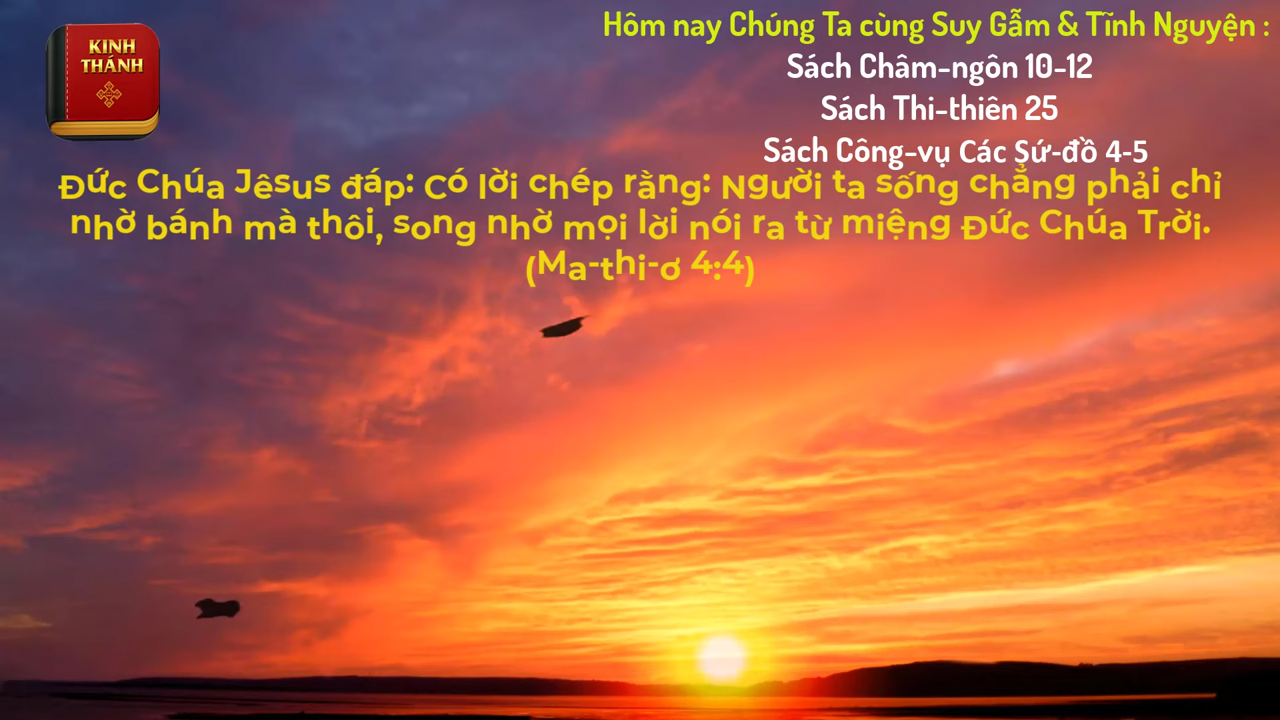 KINH
THÁNH
Hôm nay Chúng Ta cùng Suy Gẫm & Tĩnh Nguyện :
Sách Châm-ngôn 10-12
Sách Thi-thiên 25
Sách Công-vụ Các Sứ-đồ 4-5
Đức Chúa Jêsus đáp: Có lời chép rằng: Người ta sống chẳng phải chỉ
nhờ bánh mà thôi, song nhờ mọi lời nói ra từ miệng Đức Chúa Trời.
(Ma-thi-ơ 4:4)